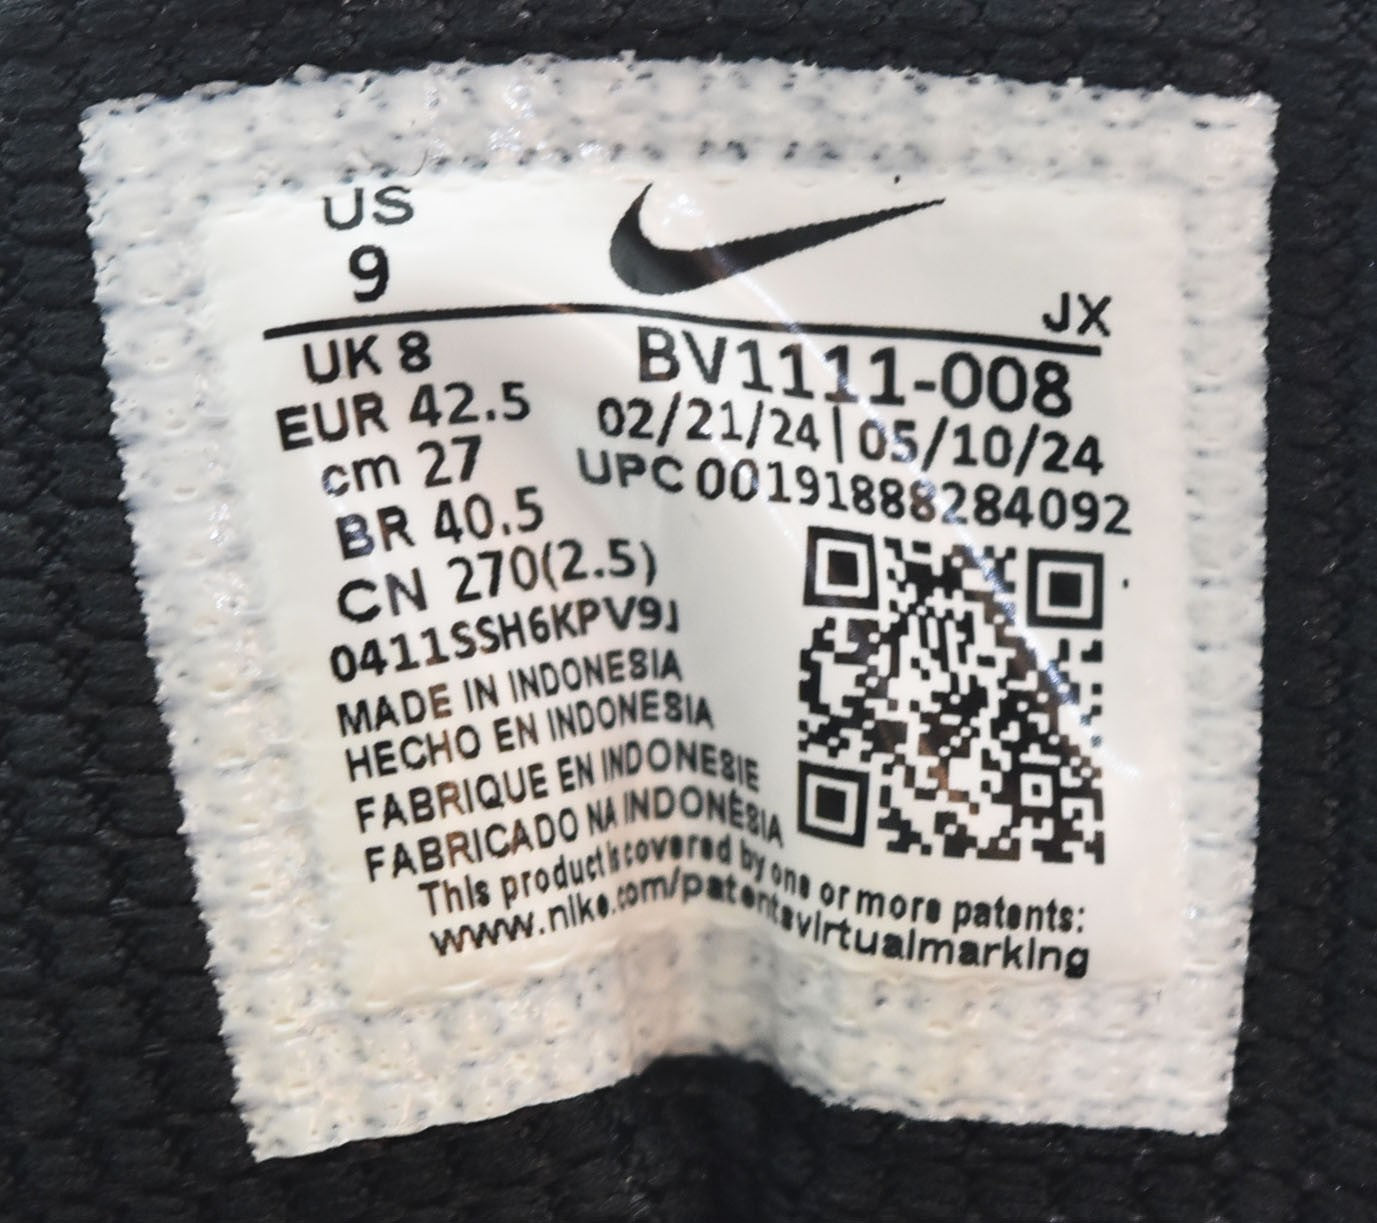 US
9
JX
UK 8
EUR 42.5
cm 27
BR 40.5
CN 270(2.5)
BV1111-008
02/21/24|05/10/24
UPC 00191888284092
0411SSH6KPV9J
MADE IN INDONESIA
HECHO EN INDONESIA
FABRIQUE EN INDONESIE
FABRICADO NA INDONÉSIA
This product is covered by one or more patents:
www.nike.com/patentsvirtualmarking